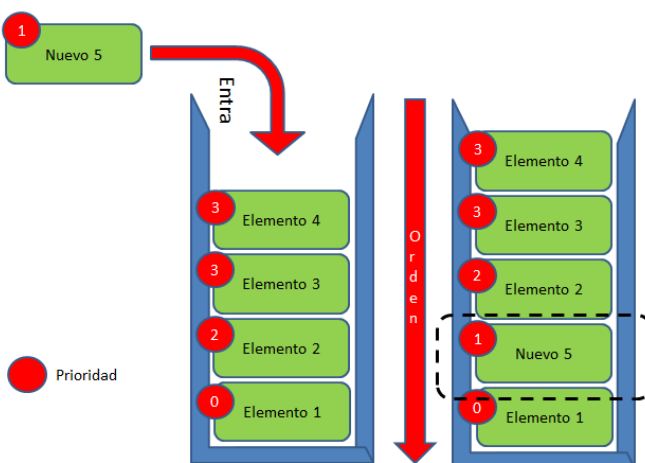 1
Nuevo 5
Entra
3
Elemento 4
3
Elemento 3
2
Elemento 2
0
Elemento 1
Orden
3
Elemento 4
3
Elemento 3
2
Elemento 2
1
Nuevo 5
0
Elemento 1
Prioridad